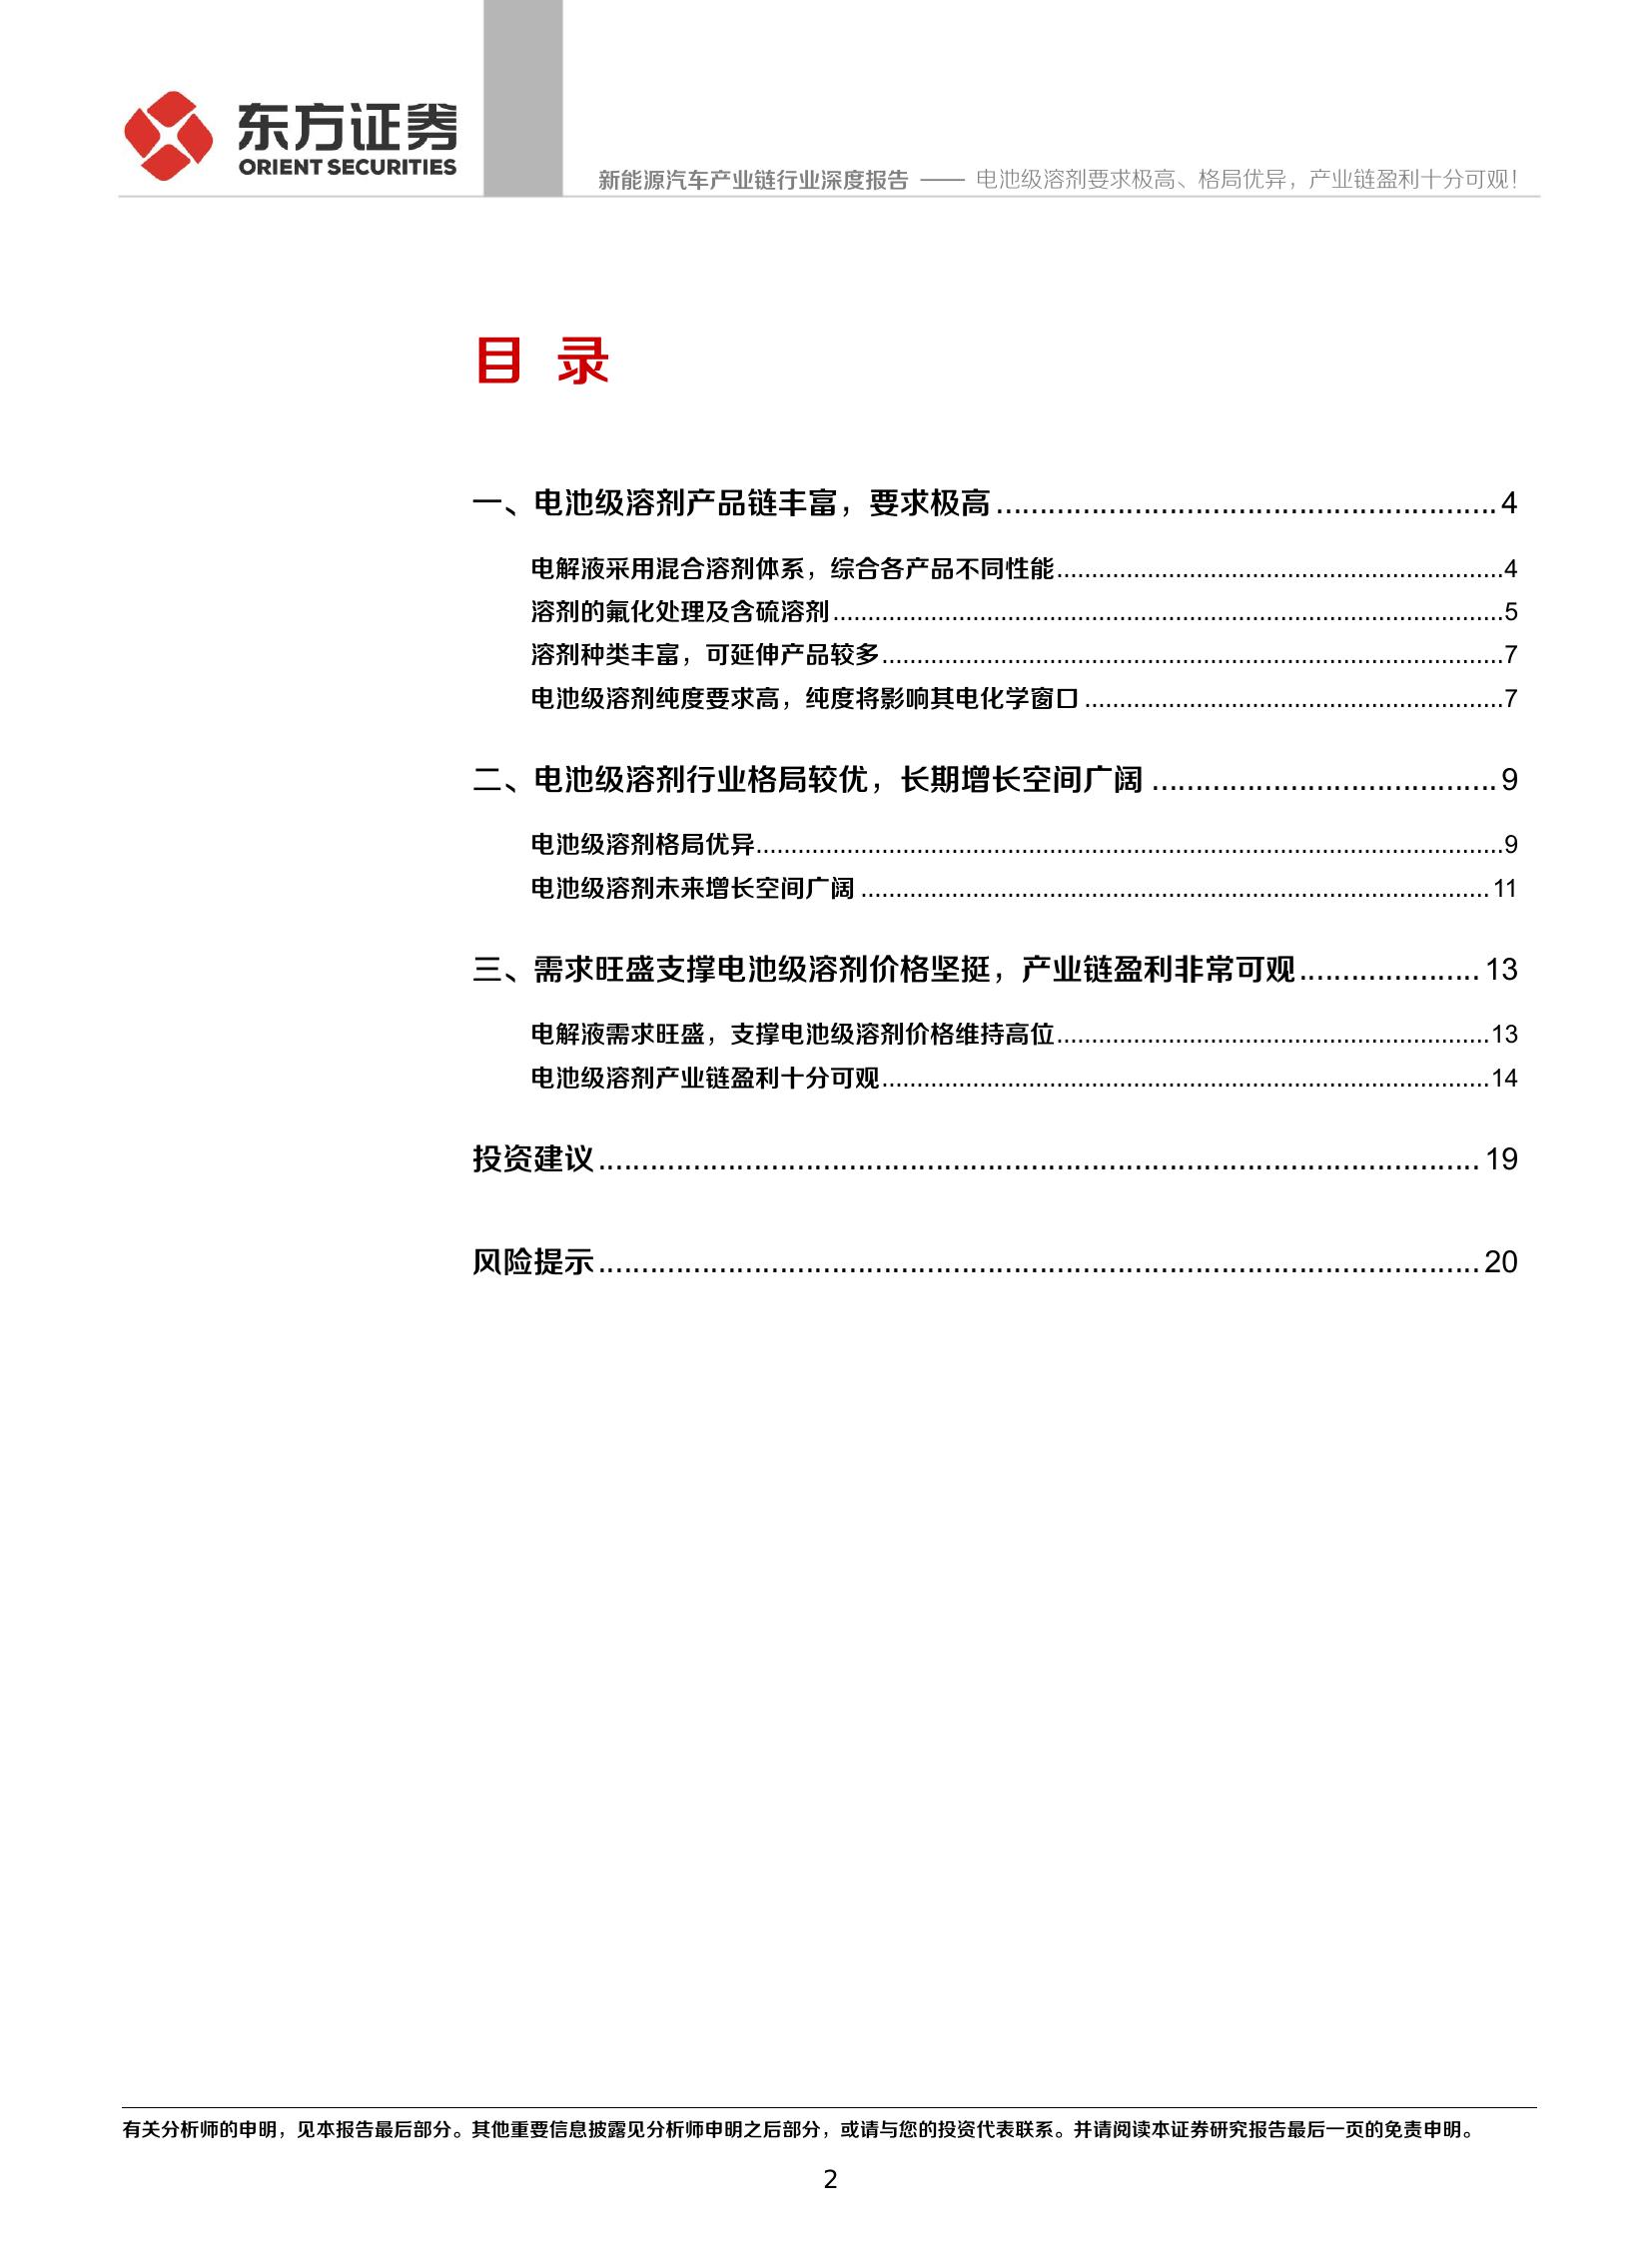 东方证券
ORIENT SECURITIES
新能源汽车产业链行业深度报告 —— 电池级溶剂要求极高、格局优异，产业链盈利十分可观！
目 录
一、电池级溶剂产品链丰富，要求极高 ........................................................ 4
电解液采用混合溶剂体系，综合各产品不同性能................................................................4
溶剂的氟化处理及含硫溶剂................................................................................................5
溶剂种类丰富，可延伸产品较多.........................................................................................7
电池级溶剂纯度要求高，纯度将影响其电化学窗口 ............................................................7
二、电池级溶剂行业格局较优，长期增长空间广阔 ........................................ 9
电池级溶剂格局优异...........................................................................................................9
电池级溶剂未来增长空间广阔 ..........................................................................................11
三、需求旺盛支撑电池级溶剂价格坚挺，产业链盈利非常可观..................... 13
电解液需求旺盛，支撑电池级溶剂价格维持高位..............................................................13
电池级溶剂产业链盈利十分可观.......................................................................................14
投资建议...................................................................................................... 19
风险提示...................................................................................................... 20
有关分析师的申明，见本报告最后部分。其他重要信息披露见分析师申明之后部分，或请与您的投资代表联系。并请阅读本证券研究报告最后一页的免责申明。
2